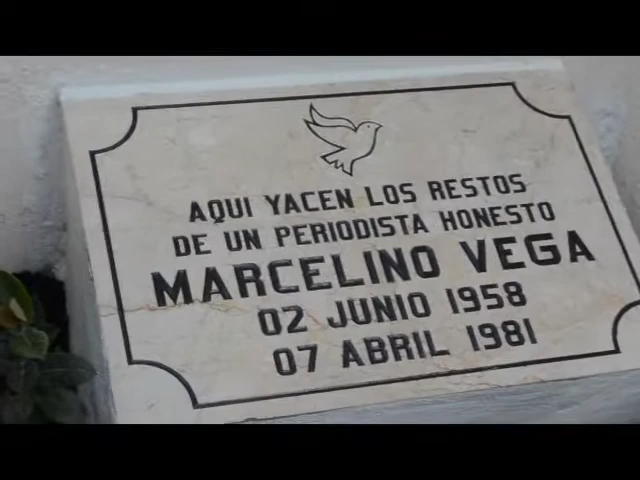 AQUI YACEN LOS RESTOS
DE UN PERIODISTA HONESTO
MARCELINO VEGA
02 JUNIO 1958
07 ABRIL 1981